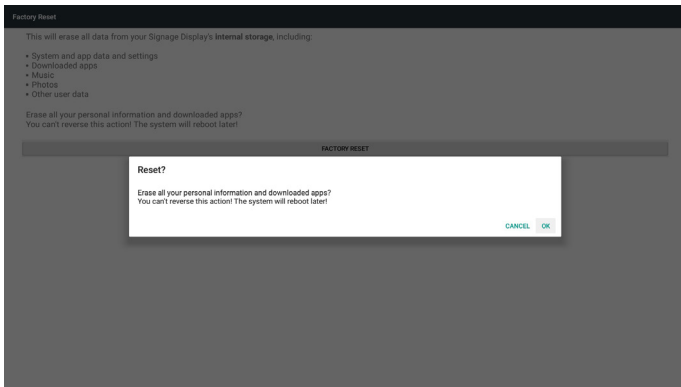 Factory Reset
This will erase all data from your Signage Display's internal storage, including:
• System and app data and settings
• Downloaded apps
• Music
• Photos
• Other user data
Erase all your personal information and downloaded apps?
You can't reverse this action! The system will reboot later!
FACTORY RESET
Reset?
Erase all your personal information and downloaded apps?
You can't reverse this action! The system will reboot later!
CANCEL OK